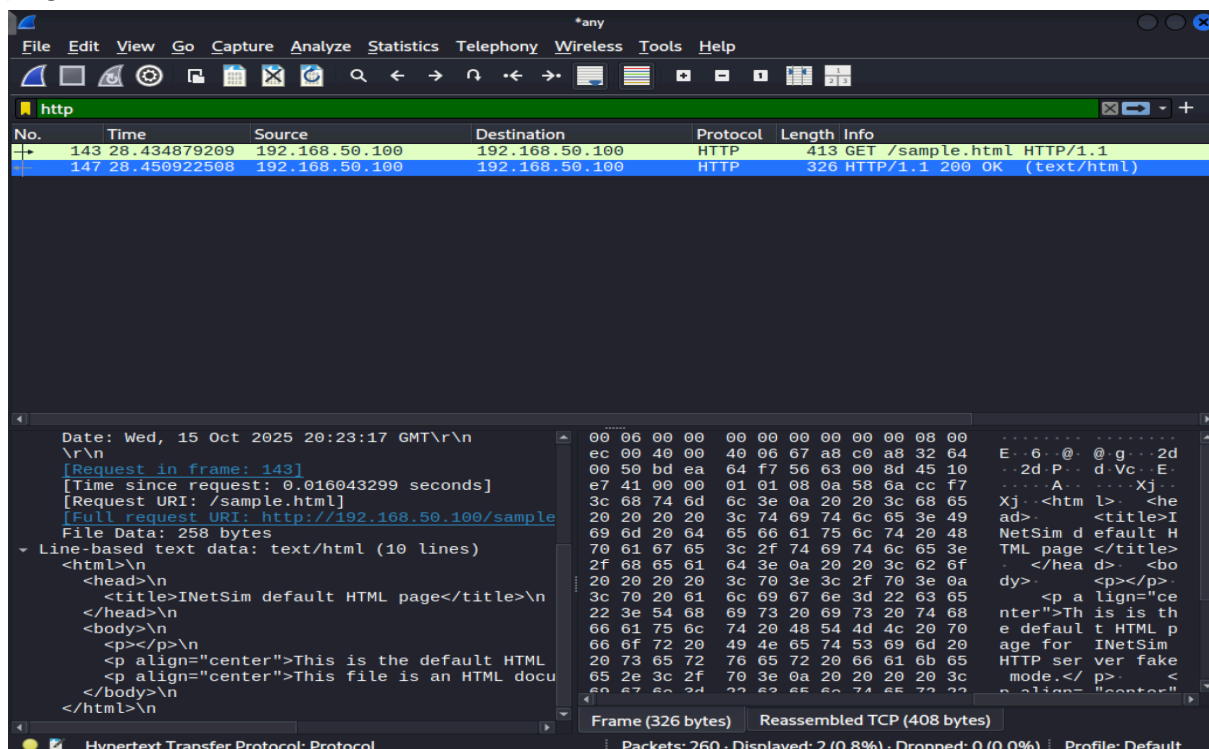 *any
File Edit View Go Capture Analyze Statistics Telephony Wireless Tools Help
http
No. Time Source Destination Protocol Length Info
143 28.434879209 192.168.50.100 192.168.50.100 HTTP 413 GET /sample.html HTTP/1.1
147 28.450922508 192.168.50.100 192.168.50.100 HTTP 326 HTTP/1.1 200 OK (text/html)
Date: Wed, 15 Oct 2025 20:23:17 GMT\r\n
\r\n
[Request in frame: 143]
[Time since request: 0.016043299 seconds]
[Request URI: /sample.html]
[Full request URI: http://192.168.50.100/sample
File Data: 258 bytes
Line-based text data: text/html (10 lines)
<html>\n
<head>\n
<title>INetSim default HTML page</title>\n
</head>\n
<body>\n
<p></p>\n
<p align="center">This is the default HTML
<p align="center">This file is an HTML docu
</body>\n
</html>\n
00 06 00 00 00 00 00 00 00 00 08 00 ········ ········
ec 00 40 00 40 06 67 a8 c0 a8 32 64 E··6··@· @·g···2d
00 50 bd ea 64 f7 56 63 00 8d 45 10 ··2d·P·· d·Vc··E·
e7 41 00 00 01 01 08 0a 58 6a cc f7 ·····A·· ····Xj··
3c 68 74 6d 6c 3e 0a 20 20 3c 68 65 Xj··<htm l>· <he
20 20 20 20 3c 74 69 74 6c 65 3e 49 ad>· <title>I
69 6d 20 64 65 66 61 75 6c 74 20 48 NetSim d efault H
70 61 67 65 3c 2f 74 69 74 6c 65 3e TML page </title>
2f 68 65 61 64 3e 0a 20 20 3c 62 6f · </hea d>· <bo
20 20 20 20 3c 70 3e 3c 2f 70 3e 0a dy>· <p></p>·
3c 70 20 61 6c 69 67 6e 3d 22 63 65 <p a lign="ce
22 3e 54 68 69 73 20 69 73 20 74 68 nter">Th is is th
66 61 75 6c 74 20 48 54 4d 4c 20 70 e defaul t HTML p
66 6f 72 20 49 4e 65 74 53 69 6d 20 age for INetSim
20 73 65 72 76 65 72 20 66 61 6b 65 HTTP ser ver fake
65 2e 3c 2f 70 3e 0a 20 20 20 20 3c mode.</ p>· <
69 67 6e 3d 22 63 65 6e 74 65 72 22 p align= "center"
Frame (326 bytes) Reassembled TCP (408 bytes)
Hypertext Transfer Protocol: Protocol Packets: 260 · Displayed: 2 (0.8%) · Dropped: 0 (0.0%) Profile: Default